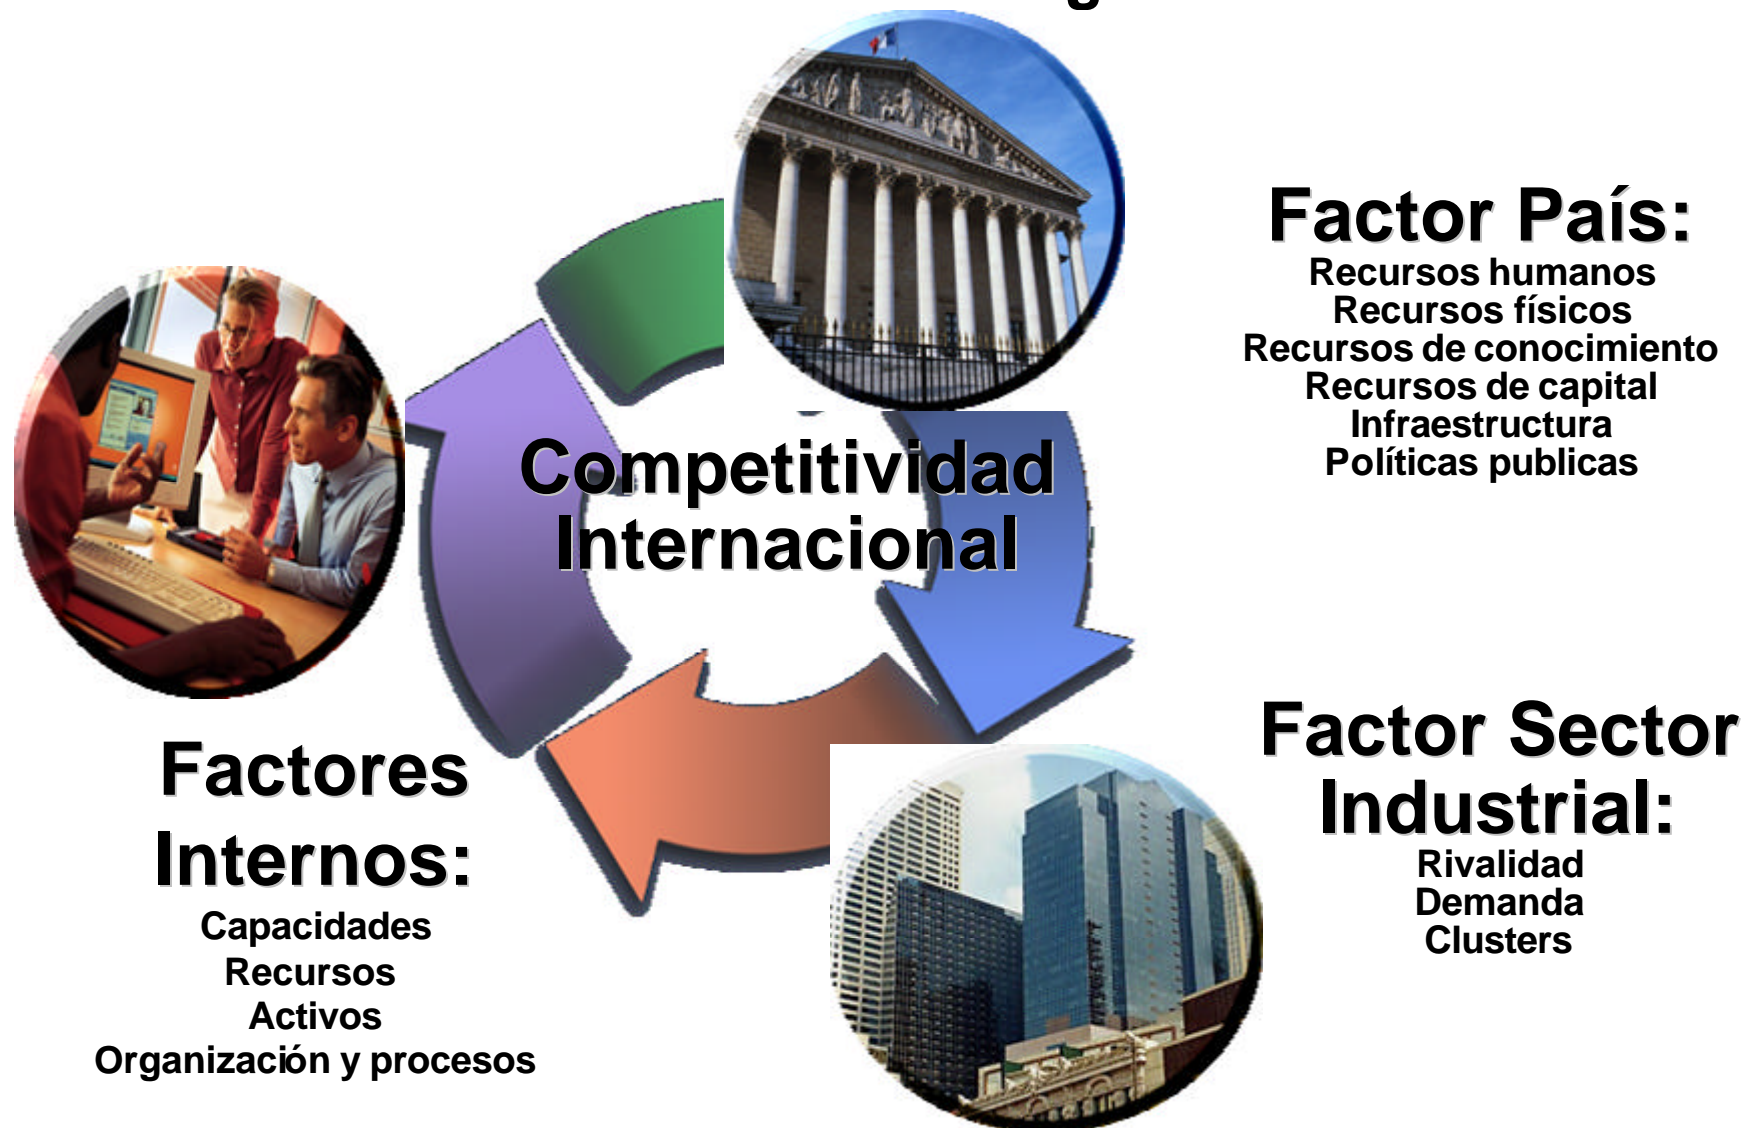 Factor País:
Recursos humanos
Recursos físicos
Recursos de conocimiento
Recursos de capital
Infraestructura
Políticas publicas
Competitividad
Internacional
Factor Sector
Industrial:
Rivalidad
Demanda
Clusters
Factores
Internos:
Capacidades
Recursos
Activos
Organización y procesos